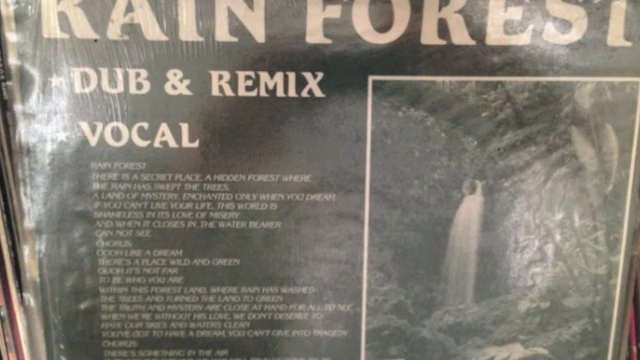 RAIN FOREST
★ DUB & REMIX
★ VOCAL
RAIN FOREST
THERE IS A SECRET PLACE, A HIDDEN FOREST WHERE
THE RAIN HAS SWEPT THE TREES,
A LAND OF MYSTERY, ENCHANTED ONLY WHEN YOU DREAM
IF YOU CAN'T LIVE YOUR LIFE, THIS WORLD IS
SHAMELESS IN ITS LOVE OF MISERY
AND WHEN IT CLOSES IN, THE WATER BEARER
CAN NOT SEE
CHORUS:
OOOH LIKE A DREAM
THERE'S A PLACE WILD AND GREEN
OUOH IT'S NOT FAR
TO BE WHO YOU ARE
WITHIN THIS FOREST LAND, WHERE RAIN HAS WASHED
THE TREES AND TURNED THE LAND TO GREEN
THE TRUTH AND MYSTERY ARE CLOSE AT HAND FOR ALL TO SEE
WHEN WE'RE WITHOUT HIS LOVE, WE DON'T DESERVE TO
HAVE OUR SKIES AND WATERS CLEAN
YOU'VE GOT TO HAVE A DREAM, YOU CAN'T GIVE INTO TRAGEDY
CHORUS:
THERE'S SOMETHING IN THE AIR